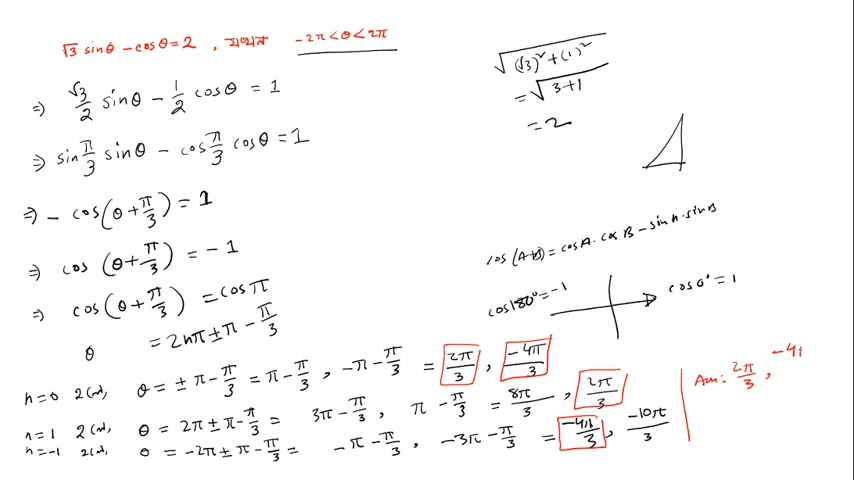 √3 sinθ - cosθ = 2 , যখন -2π < θ < 2π
⇒ √3/2 sinθ - 1/2 cosθ = 1
⇒ sin π/3 sinθ - cos π/3 cosθ = 1
⇒ - cos(θ + π/3) = 1
⇒ cos(θ + π/3) = -1
⇒ cos(θ + π/3) = cosπ
θ = 2nπ ± π - π/3
n=0 হলে, θ = ± π - π/3 = π - π/3 , -π - π/3 = 2π/3 , -4π/3
n=1 হলে, θ = 2π ± π - π/3 = 3π - π/3 , π - π/3 = 8π/3 , 2π/3
n=-1 হলে, θ = -2π ± π - π/3 = -π - π/3 , -3π - π/3 = -4π/3 , -10π/3
√(√3)² + (1)²
= √3+1
= 2
cos(A+B) = cosA. cos B - sinA. sinB
cos180° = -1
cos0° = 1
Ans: 2π/3 , -4